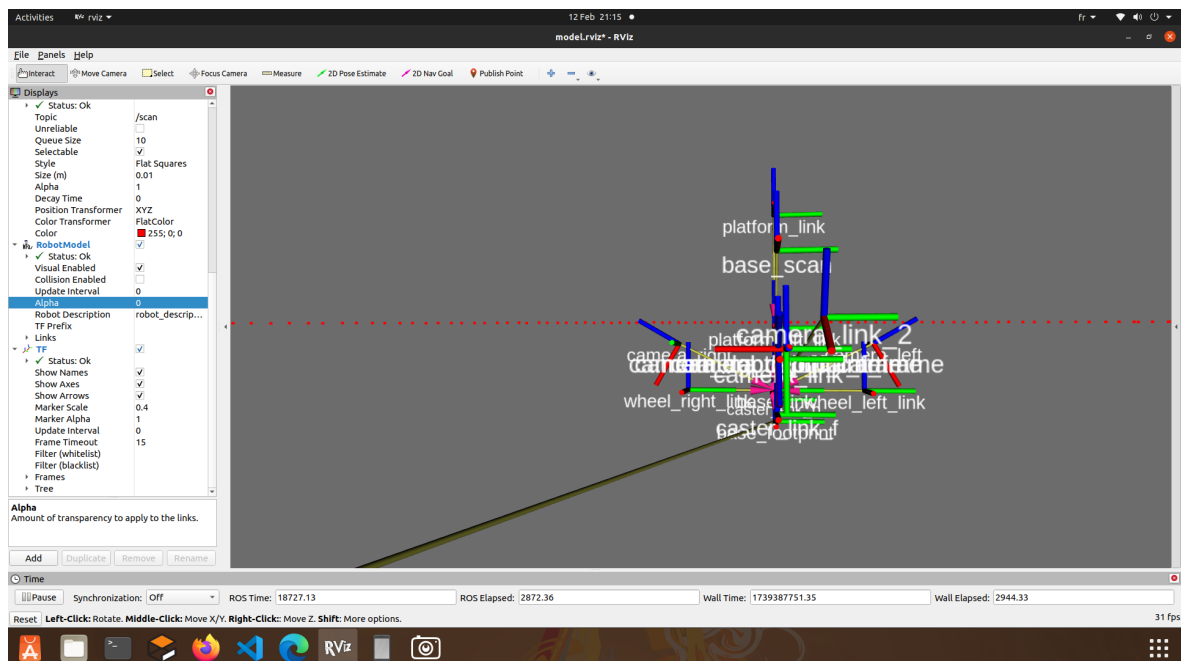 Activities
rviz
12 Feb 21:15
fr
model.rviz* - RViz
File Panels Help
Interact Move Camera Select Focus Camera Measure 2D Pose Estimate 2D Nav Goal Publish Point
Displays
Status: Ok
Topic /scan
Unreliable
Queue Size 10
Selectable
Style Flat Squares
Size (m) 0.01
Alpha 1
Decay Time 0
Position Transformer XYZ
Color Transformer FlatColor
Color 255; 0; 0
RobotModel
Status: Ok
Visual Enabled
Collision Enabled
Update Interval 0
Alpha 0
Robot Description robot_descrip...
TF Prefix
Links
TF
Status: Ok
Show Names
Show Axes
Show Arrows
Marker Scale 0.4
Marker Alpha 1
Update Interval 0
Frame Timeout 15
Filter (whitelist)
Filter (blacklist)
Frames
Tree
Alpha
Amount of transparency to apply to the links.
Add Duplicate Remove Rename
platform_link
base_scan
camera_link_2
camera_link
wheel_left_link
caster_link_f
base_footprint
Time
Pause Synchronization: Off ROS Time: 18727.13 ROS Elapsed: 2872.36 Wall Time: 1739387751.35 Wall Elapsed: 2944.33
Reset Left-Click: Rotate. Middle-Click: Move X/Y. Right-Click:: Move Z. Shift: More options. 31 fps
RViz